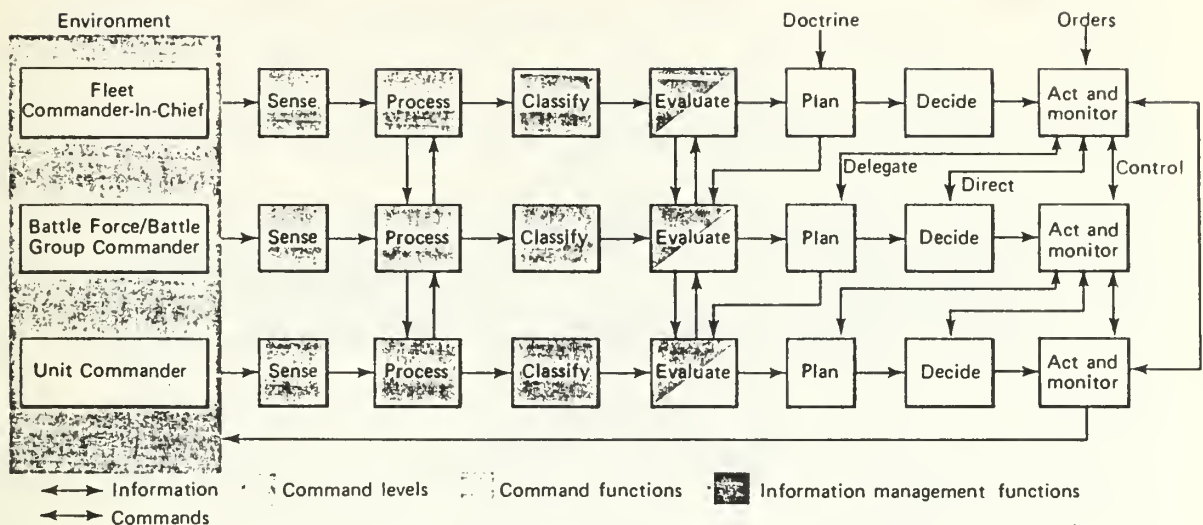 Environment
Doctrine
Orders
Fleet
Commander-In-Chief
Sense
Process
Classify
Evaluate
Plan
Decide
Act and
monitor
Delegate
Direct
Control
Battle Force/Battle
Group Commander
Sense
Process
Classify
Evaluate
Plan
Decide
Act and
monitor
Unit Commander
Sense
Process
Classify
Evaluate
Plan
Decide
Act and
monitor
Information
Command levels
Command functions
Information management functions
Commands